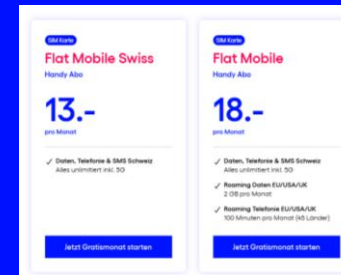 SIM Karte
Flat Mobile Swiss
Handy Abo
13.-
pro Monat
Daten, Telefonie & SMS Schweiz
Alles unlimitiert inkl. 5G
Jetzt Gratismonat starten
SIM Karte
Flat Mobile
Handy Abo
18.-
pro Monat
Daten, Telefonie & SMS Schweiz
Alles unlimitiert inkl. 5G
Roaming Daten EU/USA/UK
2 GB pro Monat
Roaming Telefonie EU/USA/UK
100 Minuten pro Monat (45 Länder)
Jetzt Gratismonat starten